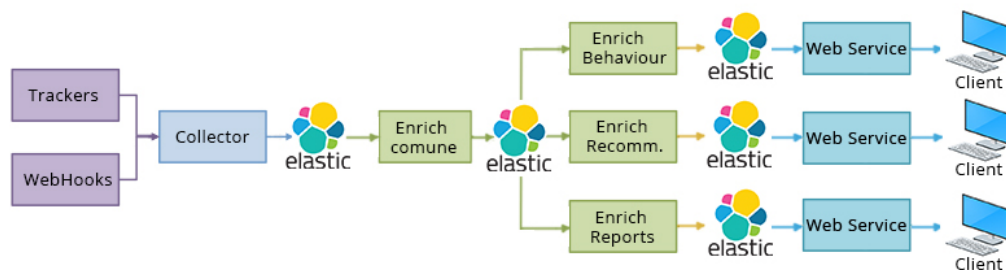 Trackers
WebHooks
Collector
elastic
Enrich
comune
elastic
Enrich
Behaviour
elastic
Web Service
Client
Enrich
Recomm.
elastic
Web Service
Client
Enrich
Reports
elastic
Web Service
Client